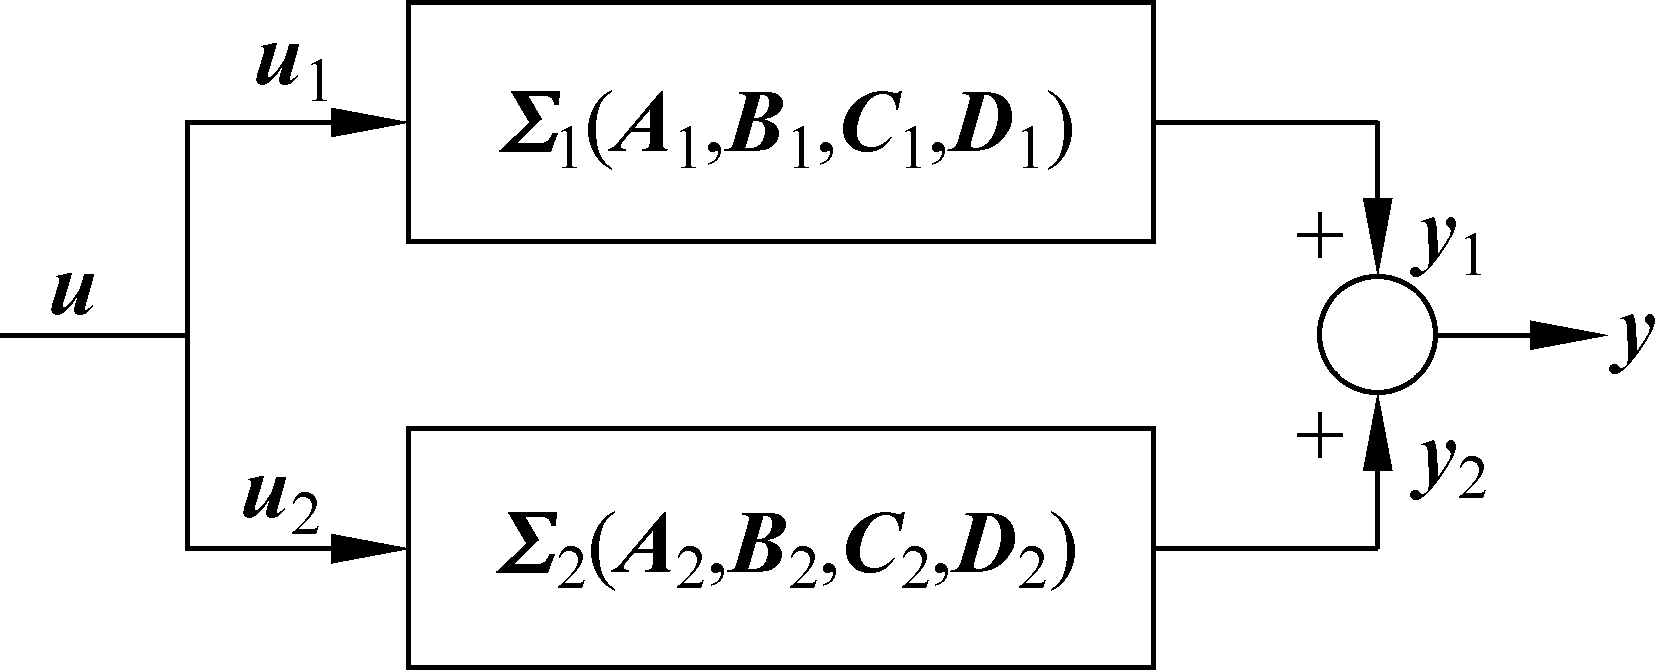 u₁
Σ₁(A₁,B₁,C₁,D₁)
+ y₁
u
y
+ y₂
u₂
Σ₂(A₂,B₂,C₂,D₂)